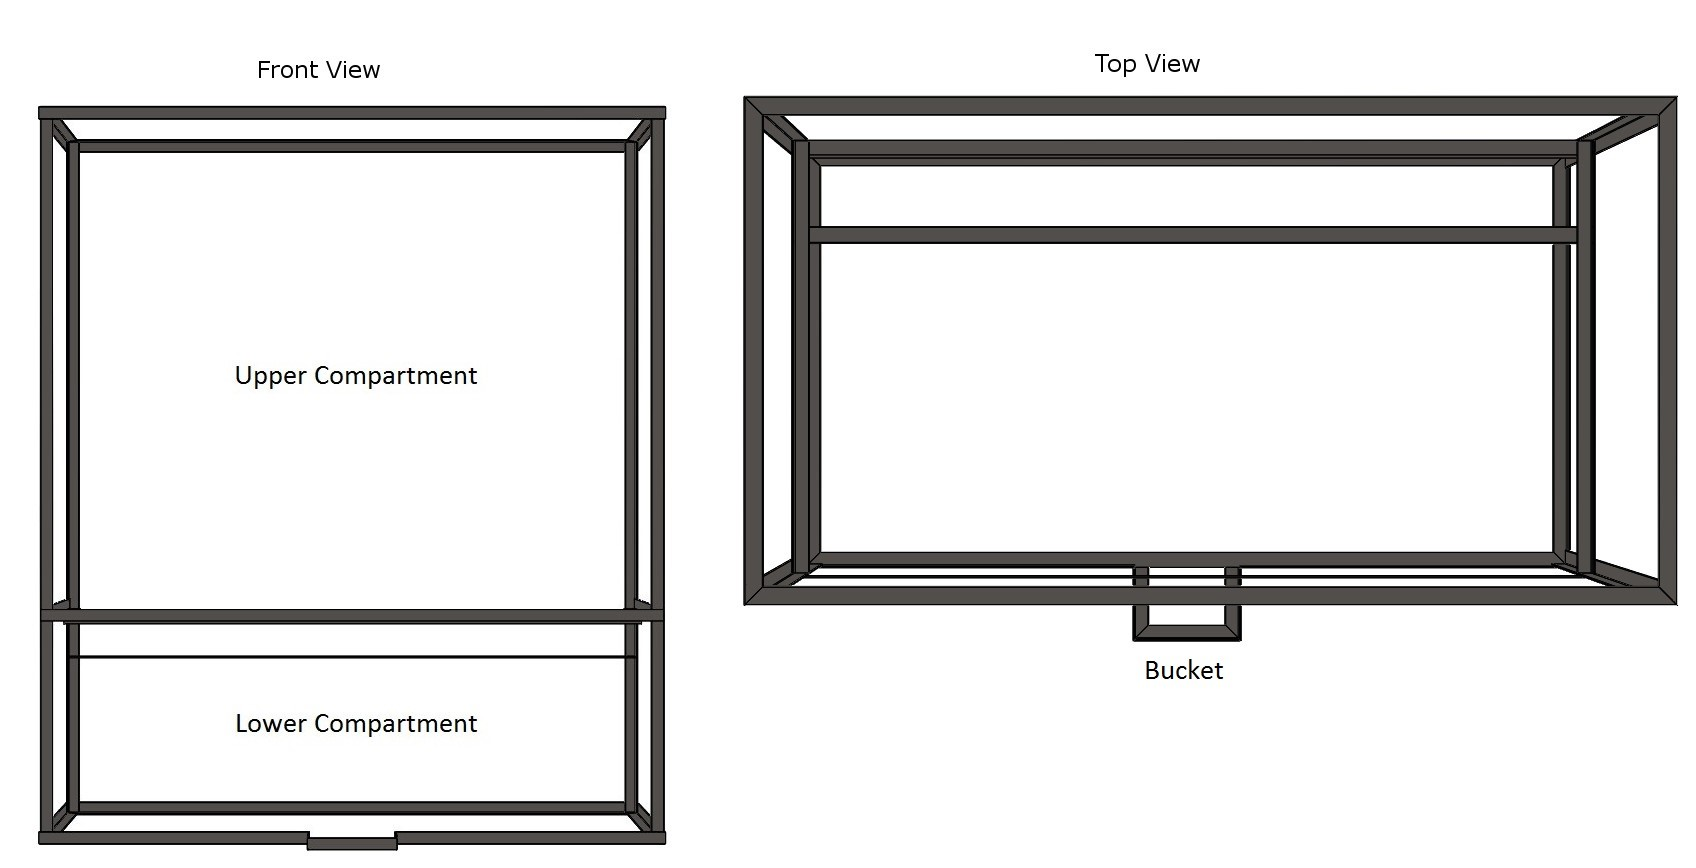 Front View
Top View
Upper Compartment
Lower Compartment
Bucket